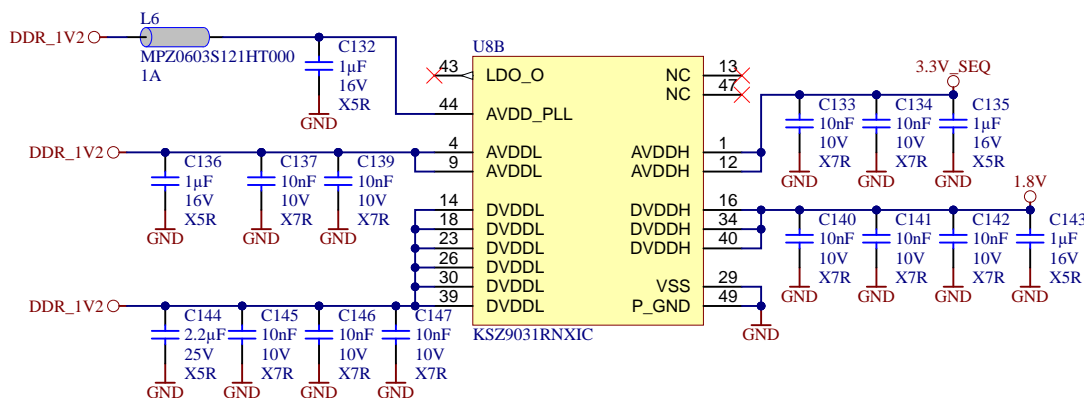 L6
DDR_1V2
MPZ0603S121HT000
1A
C132
1µF
16V
X5R
GND
U8B
43
LDO_O
44
AVDD_PLL
4
AVDDL
9
AVDDL
14
DVDDL
18
DVDDL
23
DVDDL
26
DVDDL
30
DVDDL
39
DVDDL
NC
13
NC
47
AVDDH
1
AVDDH
12
DVDDH
16
DVDDH
34
DVDDH
40
VSS
29
P_GND
49
KSZ9031RNXIC
GND
3.3V_SEQ
C133
10nF
10V
X7R
GND
C134
10nF
10V
X7R
GND
C135
1µF
16V
X5R
GND
1.8V
C140
10nF
10V
X7R
GND
C141
10nF
10V
X7R
GND
C142
10nF
10V
X7R
GND
C143
1µF
16V
X5R
GND
DDR_1V2
C136
1µF
16V
X5R
GND
C137
10nF
10V
X7R
GND
C139
10nF
10V
X7R
GND
DDR_1V2
C144
2.2µF
25V
X5R
GND
C145
10nF
10V
X7R
GND
C146
10nF
10V
X7R
GND
C147
10nF
10V
X7R
GND